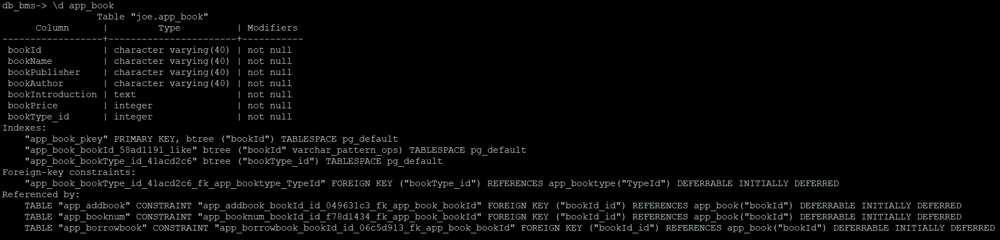 db_bms-> \d app_book
                 Table "joe.app_book"
      Column      |         Type          | Modifiers
------------------+-----------------------+-----------
 bookId           | character varying(40) | not null
 bookName         | character varying(40) | not null
 bookPublisher    | character varying(40) | not null
 bookAuthor       | character varying(40) | not null
 bookIntroduction | text                  | not null
 bookPrice        | integer               | not null
 bookType_id      | integer               | not null
Indexes:
    "app_book_pkey" PRIMARY KEY, btree ("bookId") TABLESPACE pg_default
    "app_book_bookId_58ad1191_like" btree ("bookId" varchar_pattern_ops) TABLESPACE pg_default
    "app_book_bookType_id_41acd2c6" btree ("bookType_id") TABLESPACE pg_default
Foreign-key constraints:
    "app_book_bookType_id_41acd2c6_fk_app_booktype_TypeId" FOREIGN KEY ("bookType_id") REFERENCES app_booktype("TypeId") DEFERRABLE INITIALLY DEFERRED
Referenced by:
    TABLE "app_addbook" CONSTRAINT "app_addbook_bookId_id_049631c3_fk_app_book_bookId" FOREIGN KEY ("bookId_id") REFERENCES app_book("bookId") DEFERRABLE INITIALLY DEFERRED
    TABLE "app_booknum" CONSTRAINT "app_booknum_bookId_id_f78d1434_fk_app_book_bookId" FOREIGN KEY ("bookId_id") REFERENCES app_book("bookId") DEFERRABLE INITIALLY DEFERRED
    TABLE "app_borrowbook" CONSTRAINT "app_borrowbook_bookId_id_06c5d913_fk_app_book_bookId" FOREIGN KEY ("bookId_id") REFERENCES app_book("bookId") DEFERRABLE INITIALLY DEFERRED